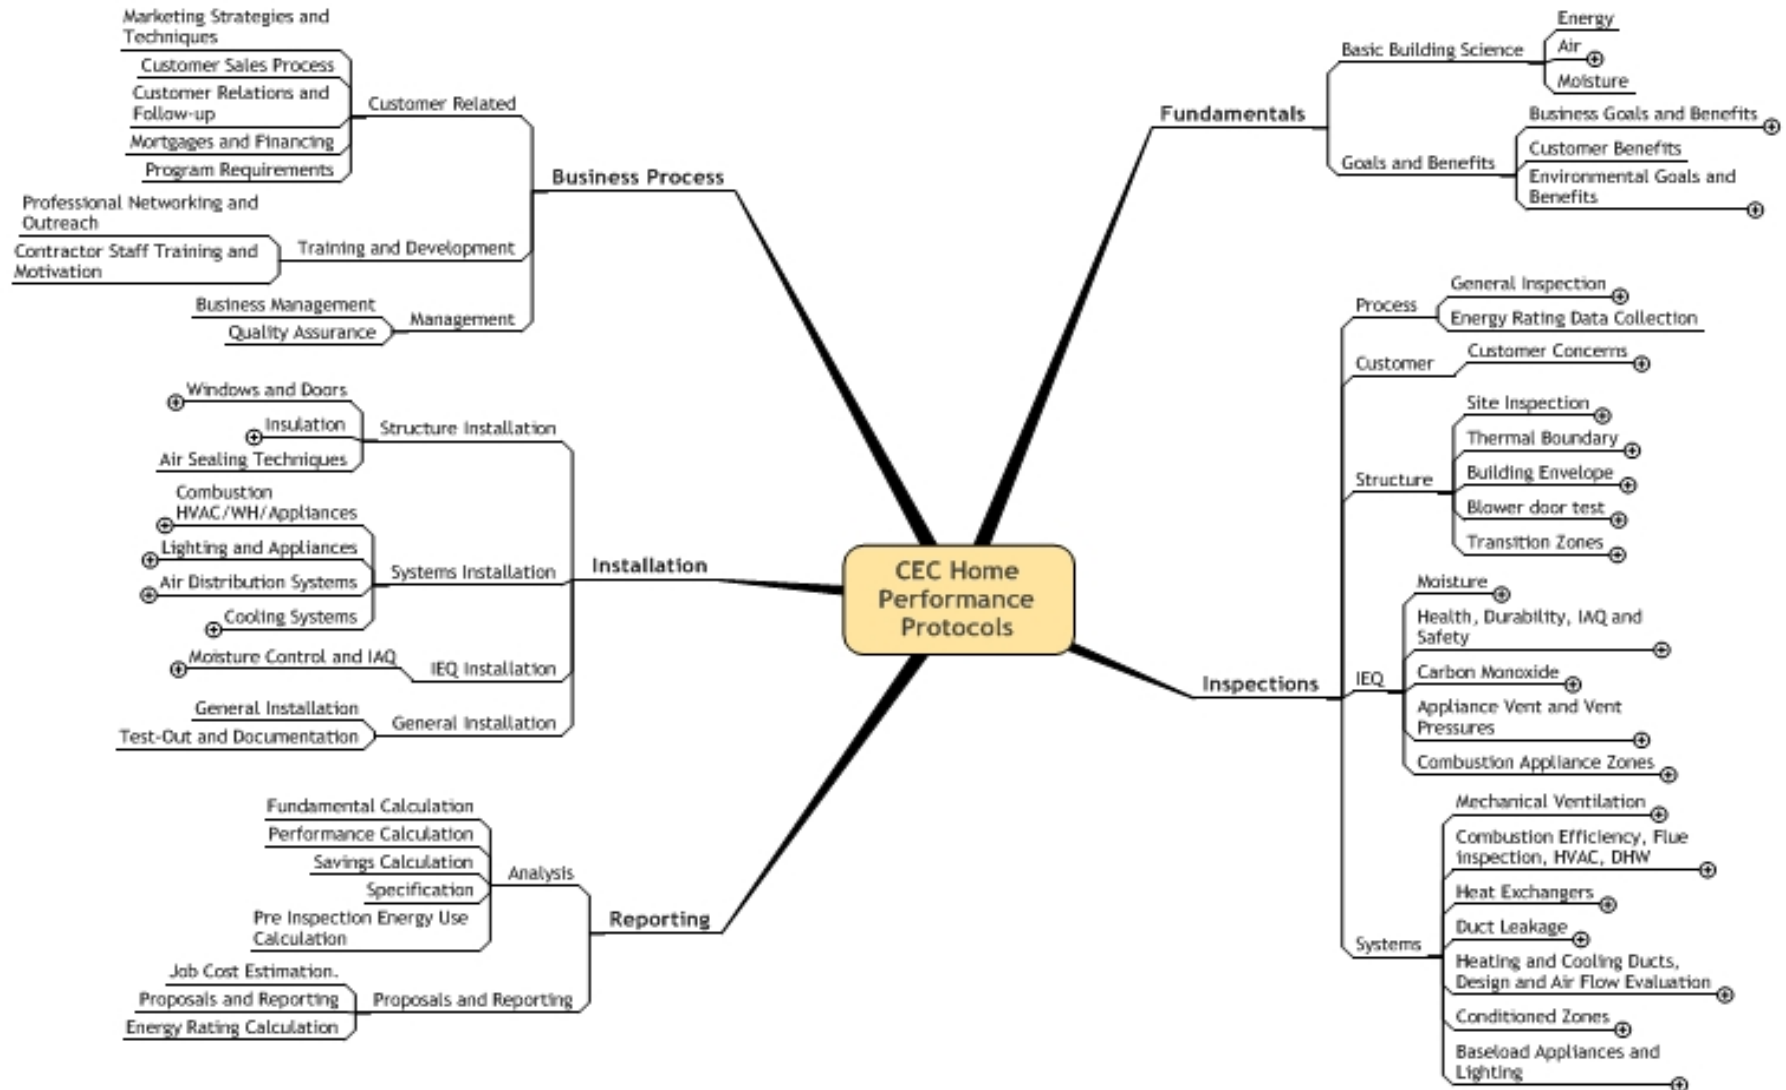 Marketing Strategies and
Techniques
Customer Sales Process
Customer Relations and
Follow-up
Mortgages and Financing
Program Requirements
Customer Related
Professional Networking and
Outreach
Contractor Staff Training and
Motivation
Training and Development
Business Management
Quality Assurance
Management
Business Process
Windows and Doors
Insulation
Air Sealing Techniques
Structure Installation
Combustion
HVAC/WH/Appliances
Lighting and Appliances
Air Distribution Systems
Cooling Systems
Systems Installation
Moisture Control and IAQ
IEQ Installation
General Installation
Test-Out and Documentation
General Installation
Installation
Fundamental Calculation
Performance Calculation
Savings Calculation
Specification
Pre Inspection Energy Use
Calculation
Analysis
Job Cost Estimation.
Proposals and Reporting
Energy Rating Calculation
Proposals and Reporting
Reporting
CEC Home
Performance
Protocols
Fundamentals
Basic Building Science
Energy
Air
Moisture
Goals and Benefits
Business Goals and Benefits
Customer Benefits
Environmental Goals and
Benefits
Inspections
Process
General Inspection
Energy Rating Data Collection
Customer
Customer Concerns
Structure
Site Inspection
Thermal Boundary
Building Envelope
Blower door test
Transition Zones
IEQ
Moisture
Health, Durability, IAQ and
Safety
Carbon Monoxide
Appliance Vent and Vent
Pressures
Combustion Appliance Zones
Systems
Mechanical Ventilation
Combustion Efficiency, Flue
inspection, HVAC, DHW
Heat Exchangers
Duct Leakage
Heating and Cooling Ducts,
Design and Air Flow Evaluation
Conditioned Zones
Baseload Appliances and
Lighting